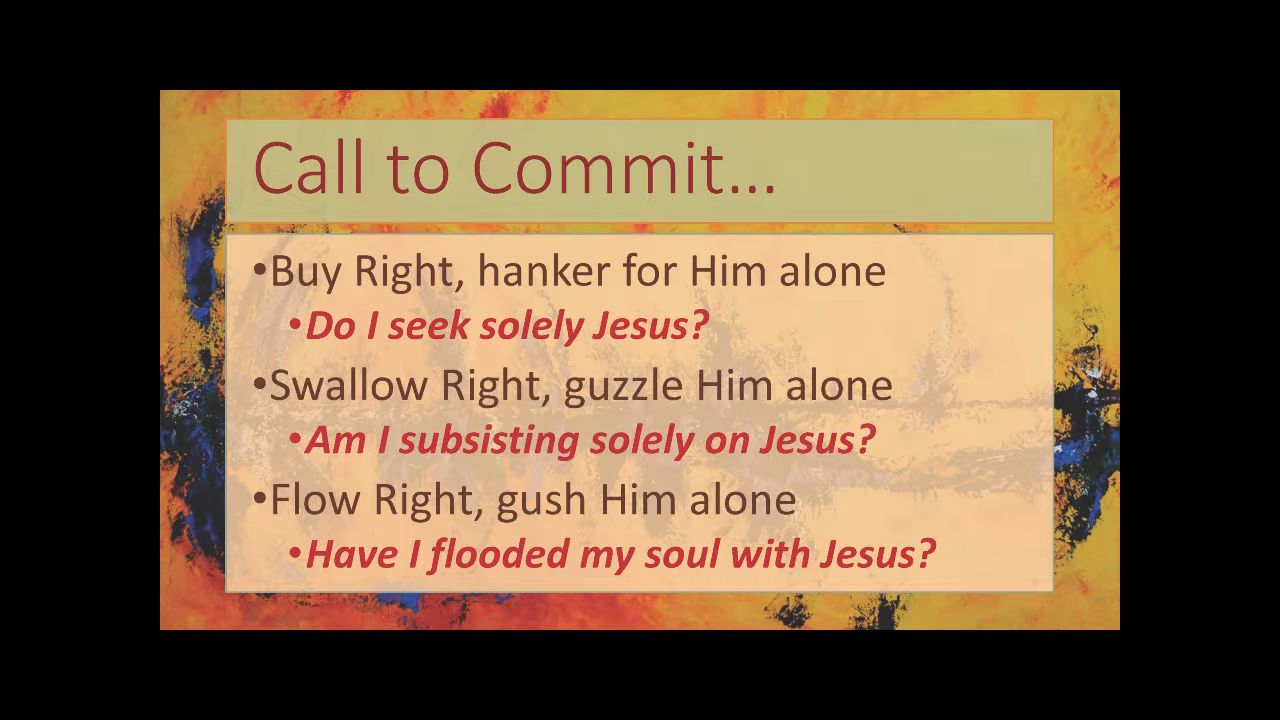 Call to Commit...
•Buy Right, hanker for Him alone
•Do I seek solely Jesus?
•Swallow Right, guzzle Him alone
•Am I subsisting solely on Jesus?
•Flow Right, gush Him alone
•Have I flooded my soul with Jesus?